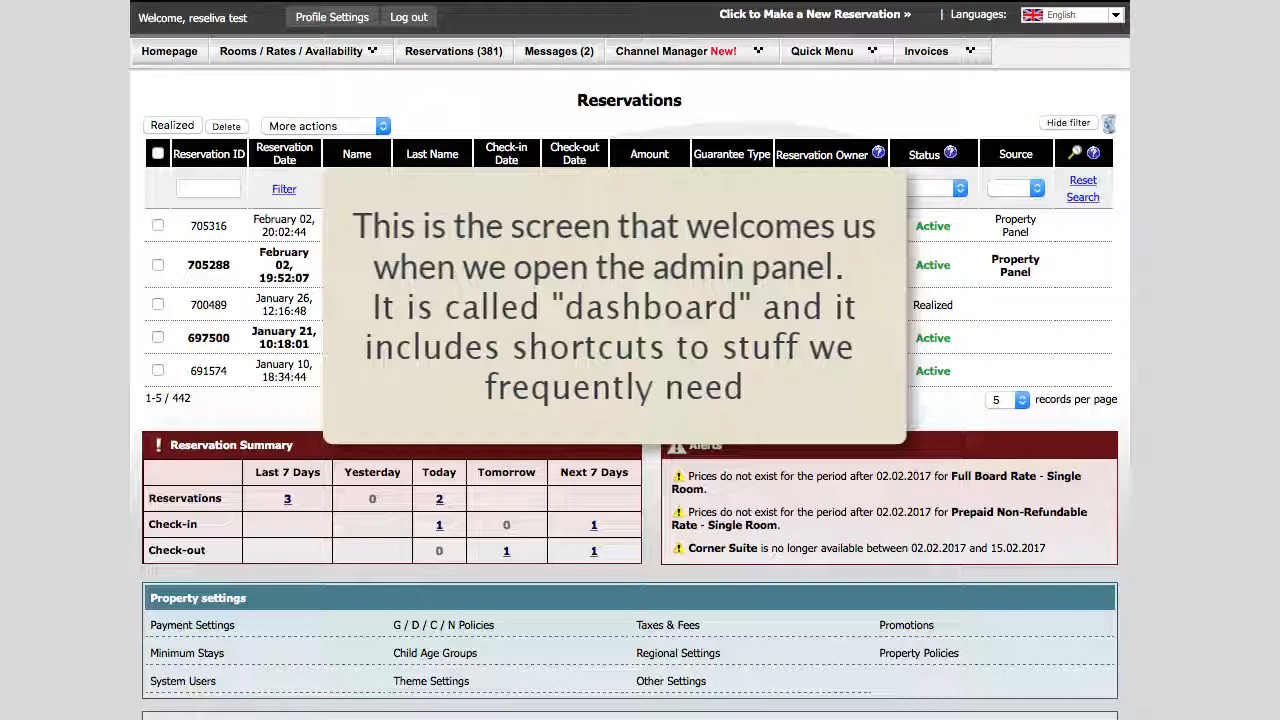 Welcome, reseliva test
Profile Settings
Log out
Click to Make a New Reservation »
| Languages:
English
Homepage
Rooms / Rates / Availability
Reservations (381)
Messages (2)
Channel Manager New!
Quick Menu
Invoices
Reservations
Realized
Delete
More actions
Hide filter
Reservation ID
Reservation Date
Name
Last Name
Check-in Date
Check-out Date
Amount
Guarantee Type
Reservation Owner
Status
Source
Filter
Reset
Search
705316 February 02, 20:02:44 Active Property Panel
705288 February 02, 19:52:07 Active Property Panel
700489 January 26, 12:16:48 Realized
697500 January 21, 10:18:01 Active
691574 January 10, 18:34:44 Active
This is the screen that welcomes us
when we open the admin panel.
It is called "dashboard" and it
includes shortcuts to stuff we
frequently need
1-5 / 442
5 records per page
! Reservation Summary
Last 7 Days Yesterday Today Tomorrow Next 7 Days
Reservations 3 0 2
Check-in 1 0 1
Check-out 0 1 1
Alerts
Prices do not exist for the period after 02.02.2017 for Full Board Rate - Single
Room.
Prices do not exist for the period after 02.02.2017 for Prepaid Non-Refundable
Rate - Single Room.
Corner Suite is no longer available between 02.02.2017 and 15.02.2017
Property settings
Payment Settings G / D / C / N Policies Taxes & Fees Promotions
Minimum Stays Child Age Groups Regional Settings Property Policies
System Users Theme Settings Other Settings